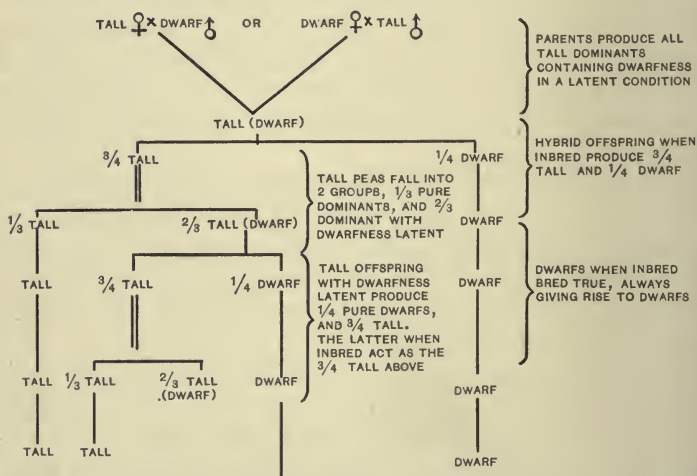 TALL ♀ × DWARF ♂ OR DWARF ♀ × TALL ♂
PARENTS PRODUCE ALL
TALL DOMINANTS
CONTAINING DWARFNESS
IN A LATENT CONDITION
TALL (DWARF)
3/4 TALL
1/4 DWARF
HYBRID OFFSPRING WHEN
INBRED PRODUCE 3/4
TALL AND 1/4 DWARF
TALL PEAS FALL INTO
2 GROUPS, 1/3 PURE
DOMINANTS, AND 2/3
DOMINANT WITH
DWARFNESS LATENT
1/3 TALL
2/3 TALL (DWARF)
DWARF
TALL
3/4 TALL
1/4 DWARF
TALL OFFSPRING
WITH DWARFNESS
LATENT PRODUCE
1/4 PURE DWARFS,
AND 3/4 TALL.
THE LATTER WHEN
INBRED ACT AS THE
3/4 TALL ABOVE
DWARF
DWARFS WHEN INBRED
BRED TRUE, ALWAYS
GIVING RISE TO DWARFS
TALL
1/3 TALL
2/3 TALL
.(DWARF)
DWARF
DWARF
TALL
TALL
DWARF